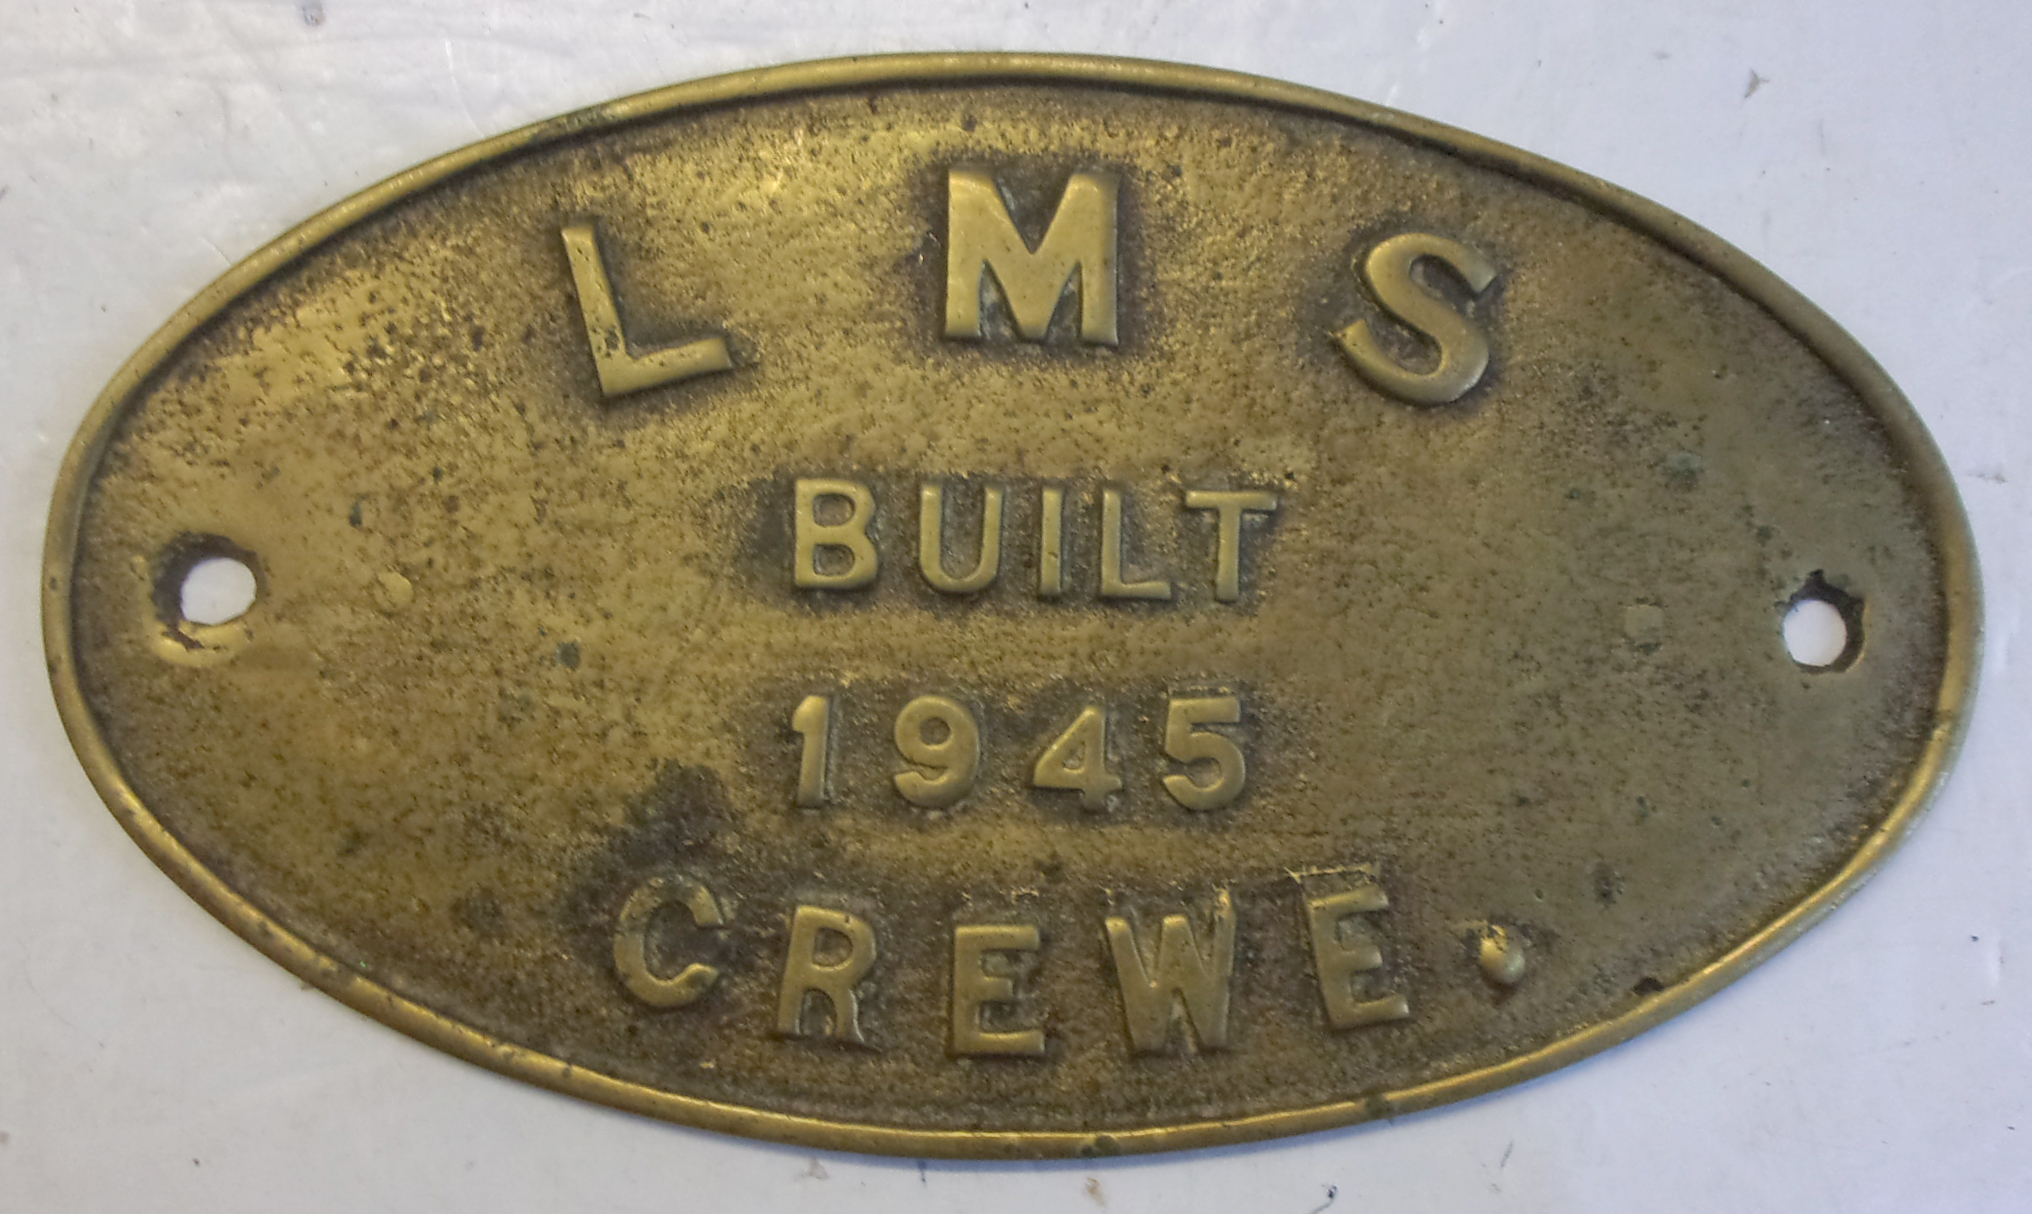 L M S
BUILT
1945
CREWE.